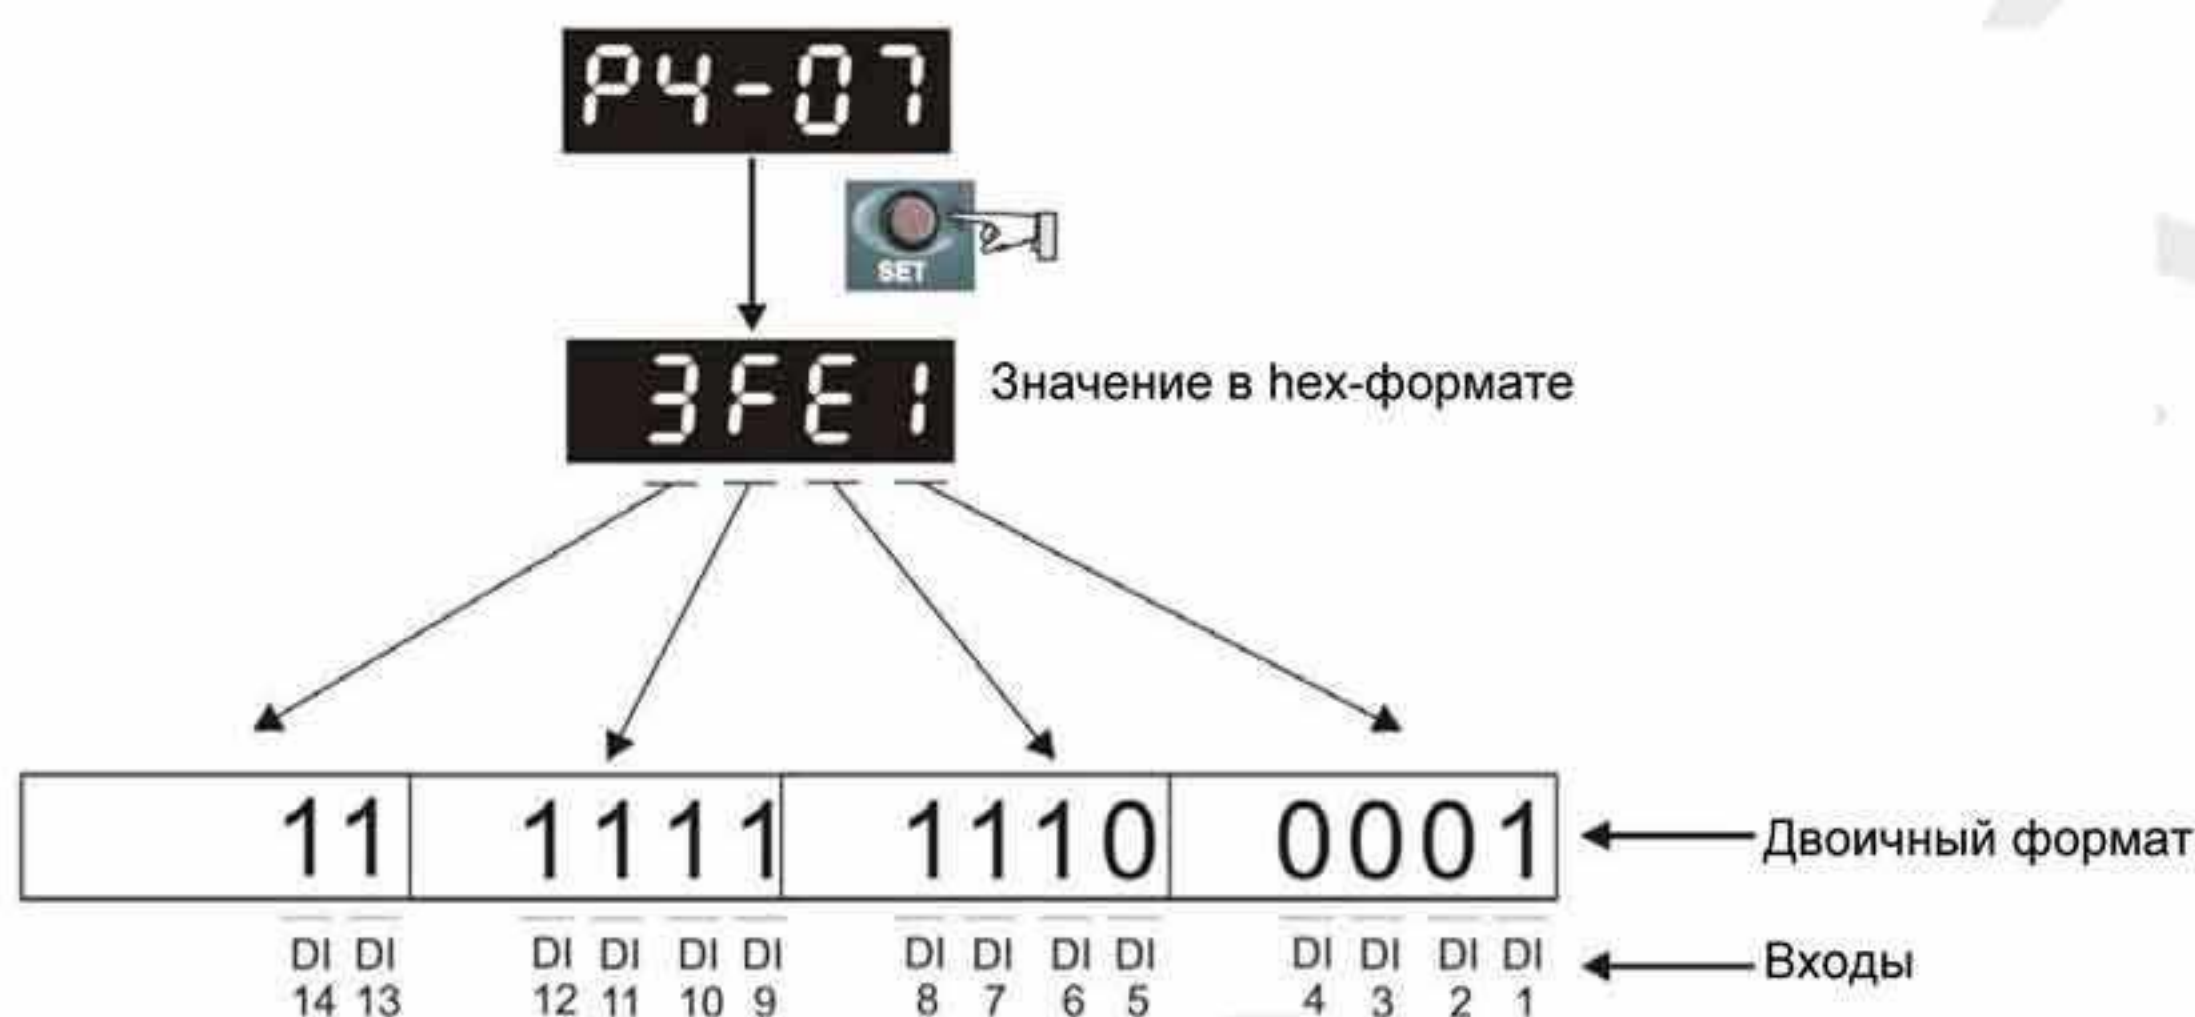 P4-07
SET
3FE1
Значение в hex-формате
11 1111 1110 0001
Двоичный формат
DI DI DI DI DI DI DI DI DI DI DI DI DI DI
14 13 12 11 10 9 8 7 6 5 4 3 2 1
Входы